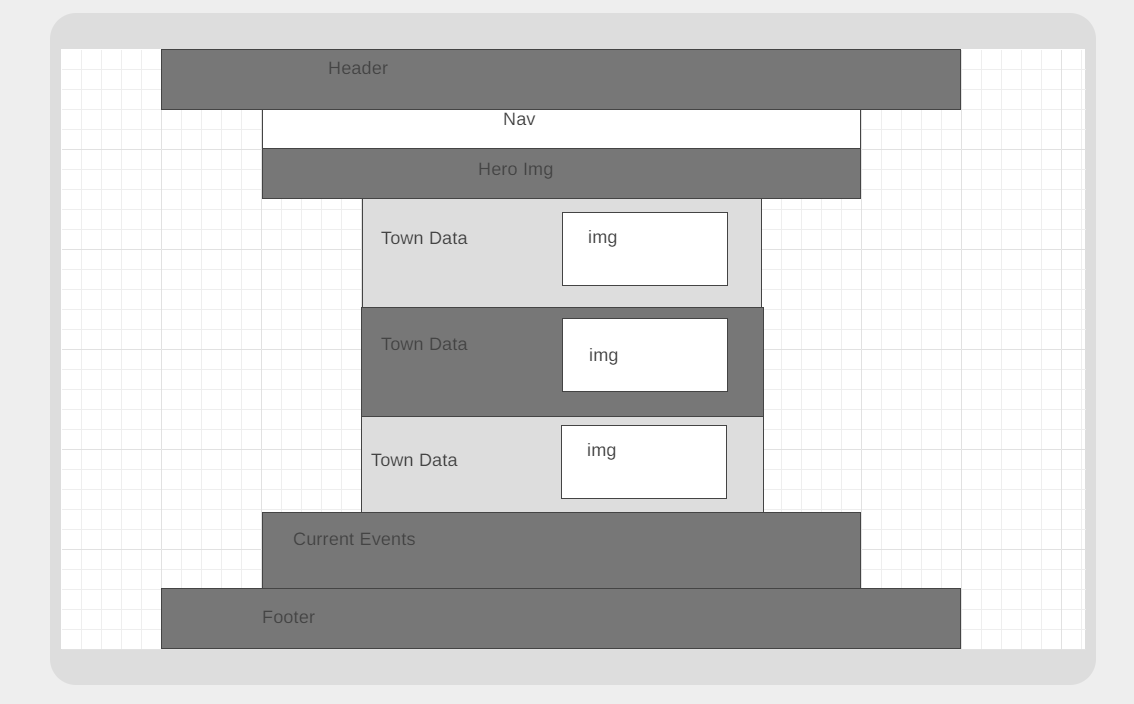 Header
Nav
Hero Img
Town Data
img
Town Data
img
Town Data
img
Current Events
Footer